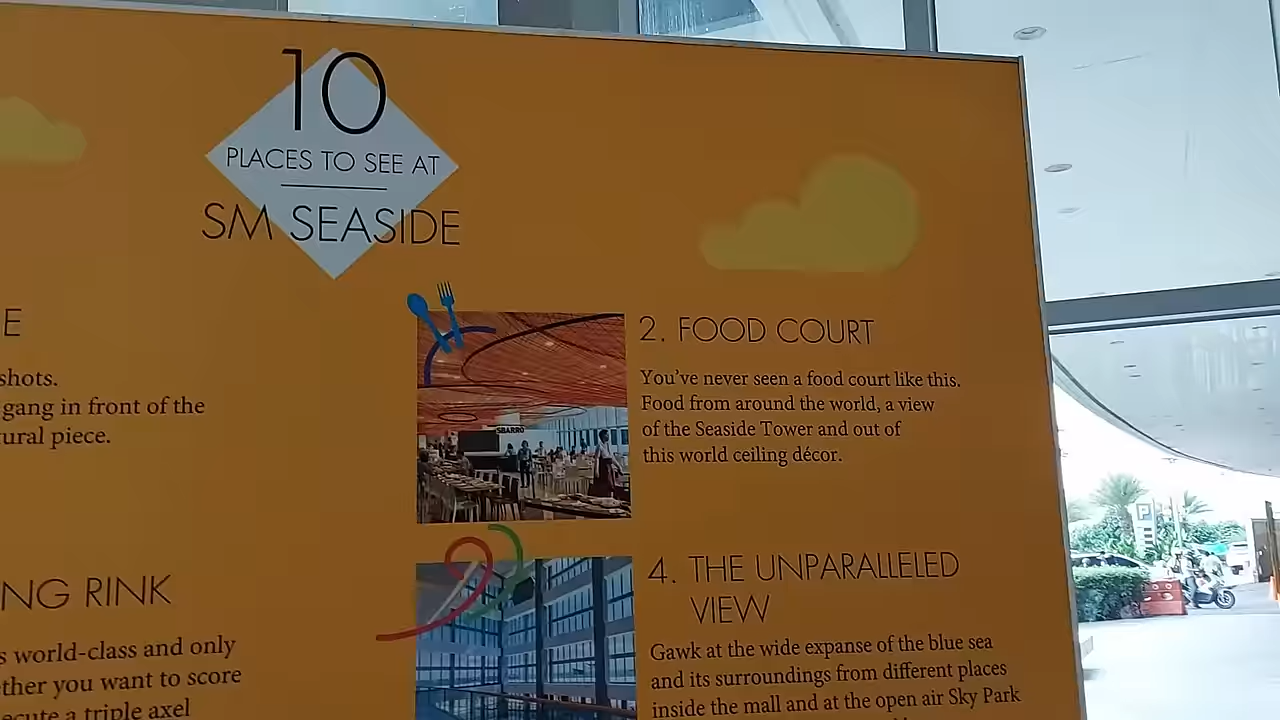 10
PLACES TO SEE AT
SM SEASIDE
E
shots.
gang in front of the
tural piece.
SBARRO
2. FOOD COURT
You've never seen a food court like this.
Food from around the world, a view
of the Seaside Tower and out of
this world ceiling décor.
NG RINK
s world-class and only
ther you want to score
ecute a triple axel
4. THE UNPARALLELED
VIEW
Gawk at the wide expanse of the blue sea
and its surroundings from different places
inside the mall and at the open air Sky Park
P